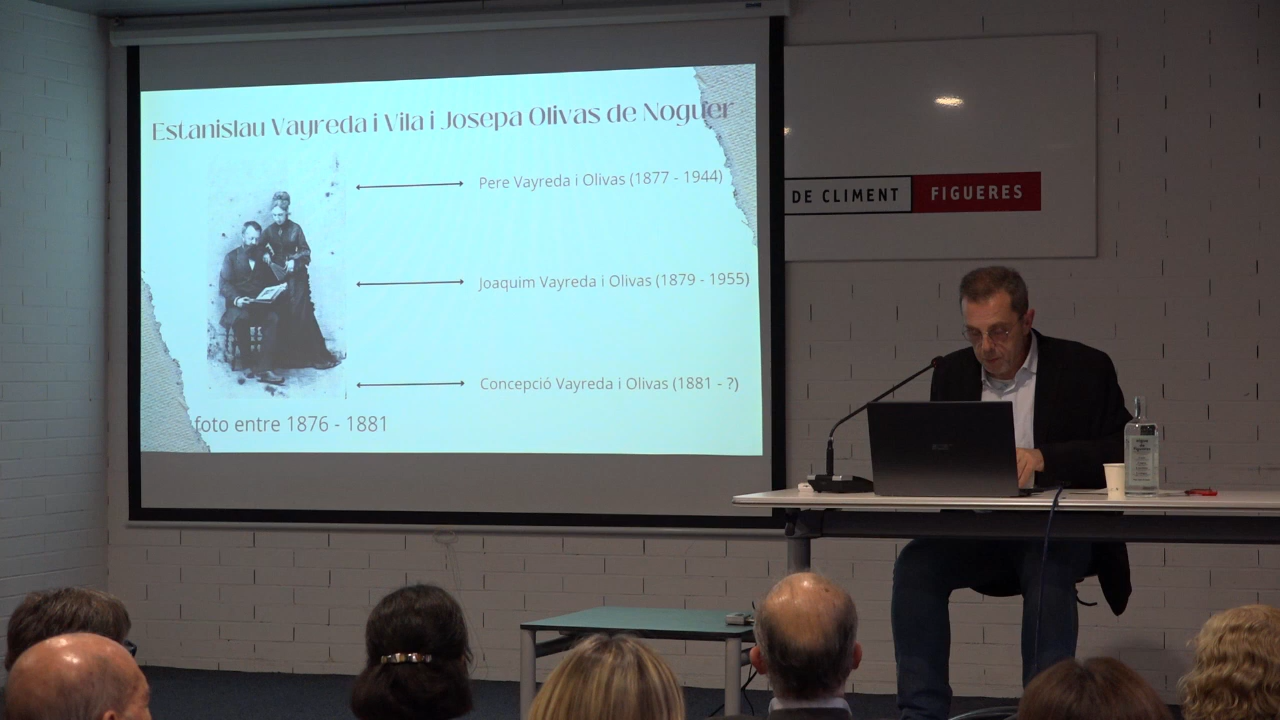 Estanislau Vayreda i Vila i Josepa Olivas de Noguer
Pere Vayreda i Olivas (1877 - 1944)
Joaquim Vayreda i Olivas (1879 - 1955)
Concepció Vayreda i Olivas (1881 - ?)
foto entre 1876 - 1881
DE CLIMENT FIGUERES